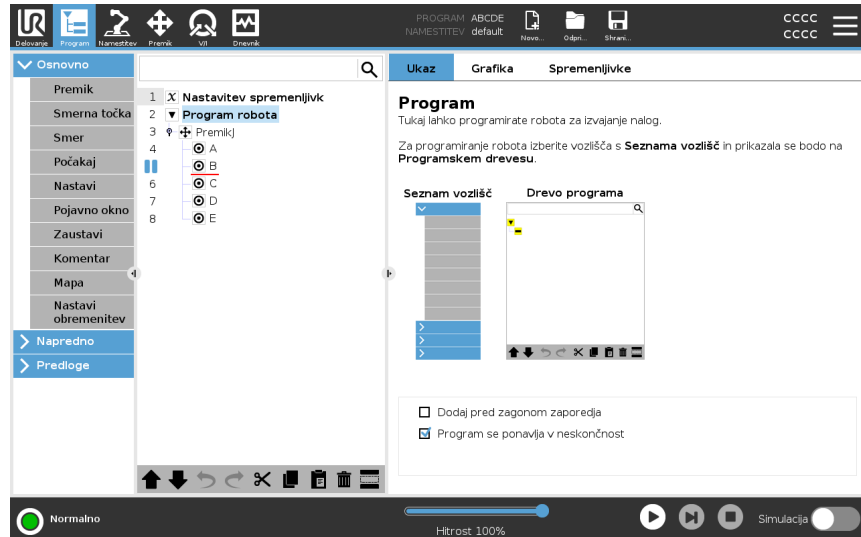 PROGRAM ABCDE
NAMESTITEV default
cccc
cccc
Delovanje
Program
Namestitev
Premik
V/I
Dnevnik
Novo...
Odpri...
Shrani...
Osnovno
Premik
Smerna točka
Smer
Počakaj
Nastavi
Pojavno okno
Zaustavi
Komentar
Mapa
Nastavi
obremenitev
Napredno
Predloge
1 X Nastavitev spremenljivk
2 Program robota
3 PremikJ
4 A
B
6 C
7 D
8 E
Ukaz Grafika Spremenljivke
Program
Tukaj lahko programirate robota za izvajanje nalog.
Za programiranje robota izberite vozlišča s Seznama vozlišč in prikazala se bodo na
Programskem drevesu.
Seznam vozlišč
Drevo programa
Dodaj pred zagonom zaporedja
Program se ponavlja v neskončnost
Normalno
Hitrost 100%
Simulacija